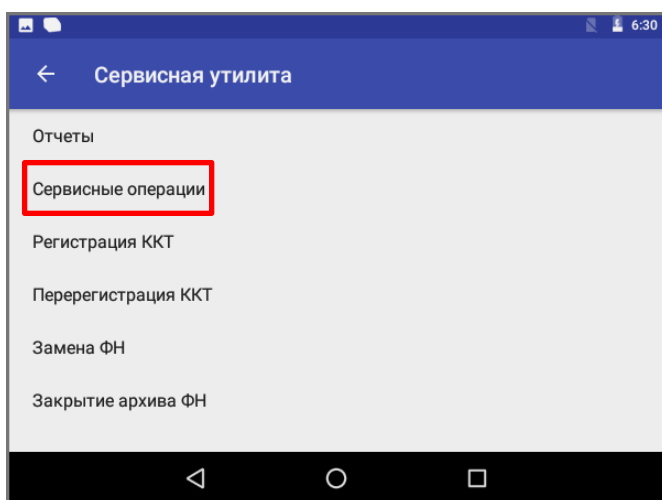 6:30
Сервисная утилита
Отчеты
Сервисные операции
Регистрация ККТ
Перерегистрация ККТ
Замена ФН
Закрытие архива ФН